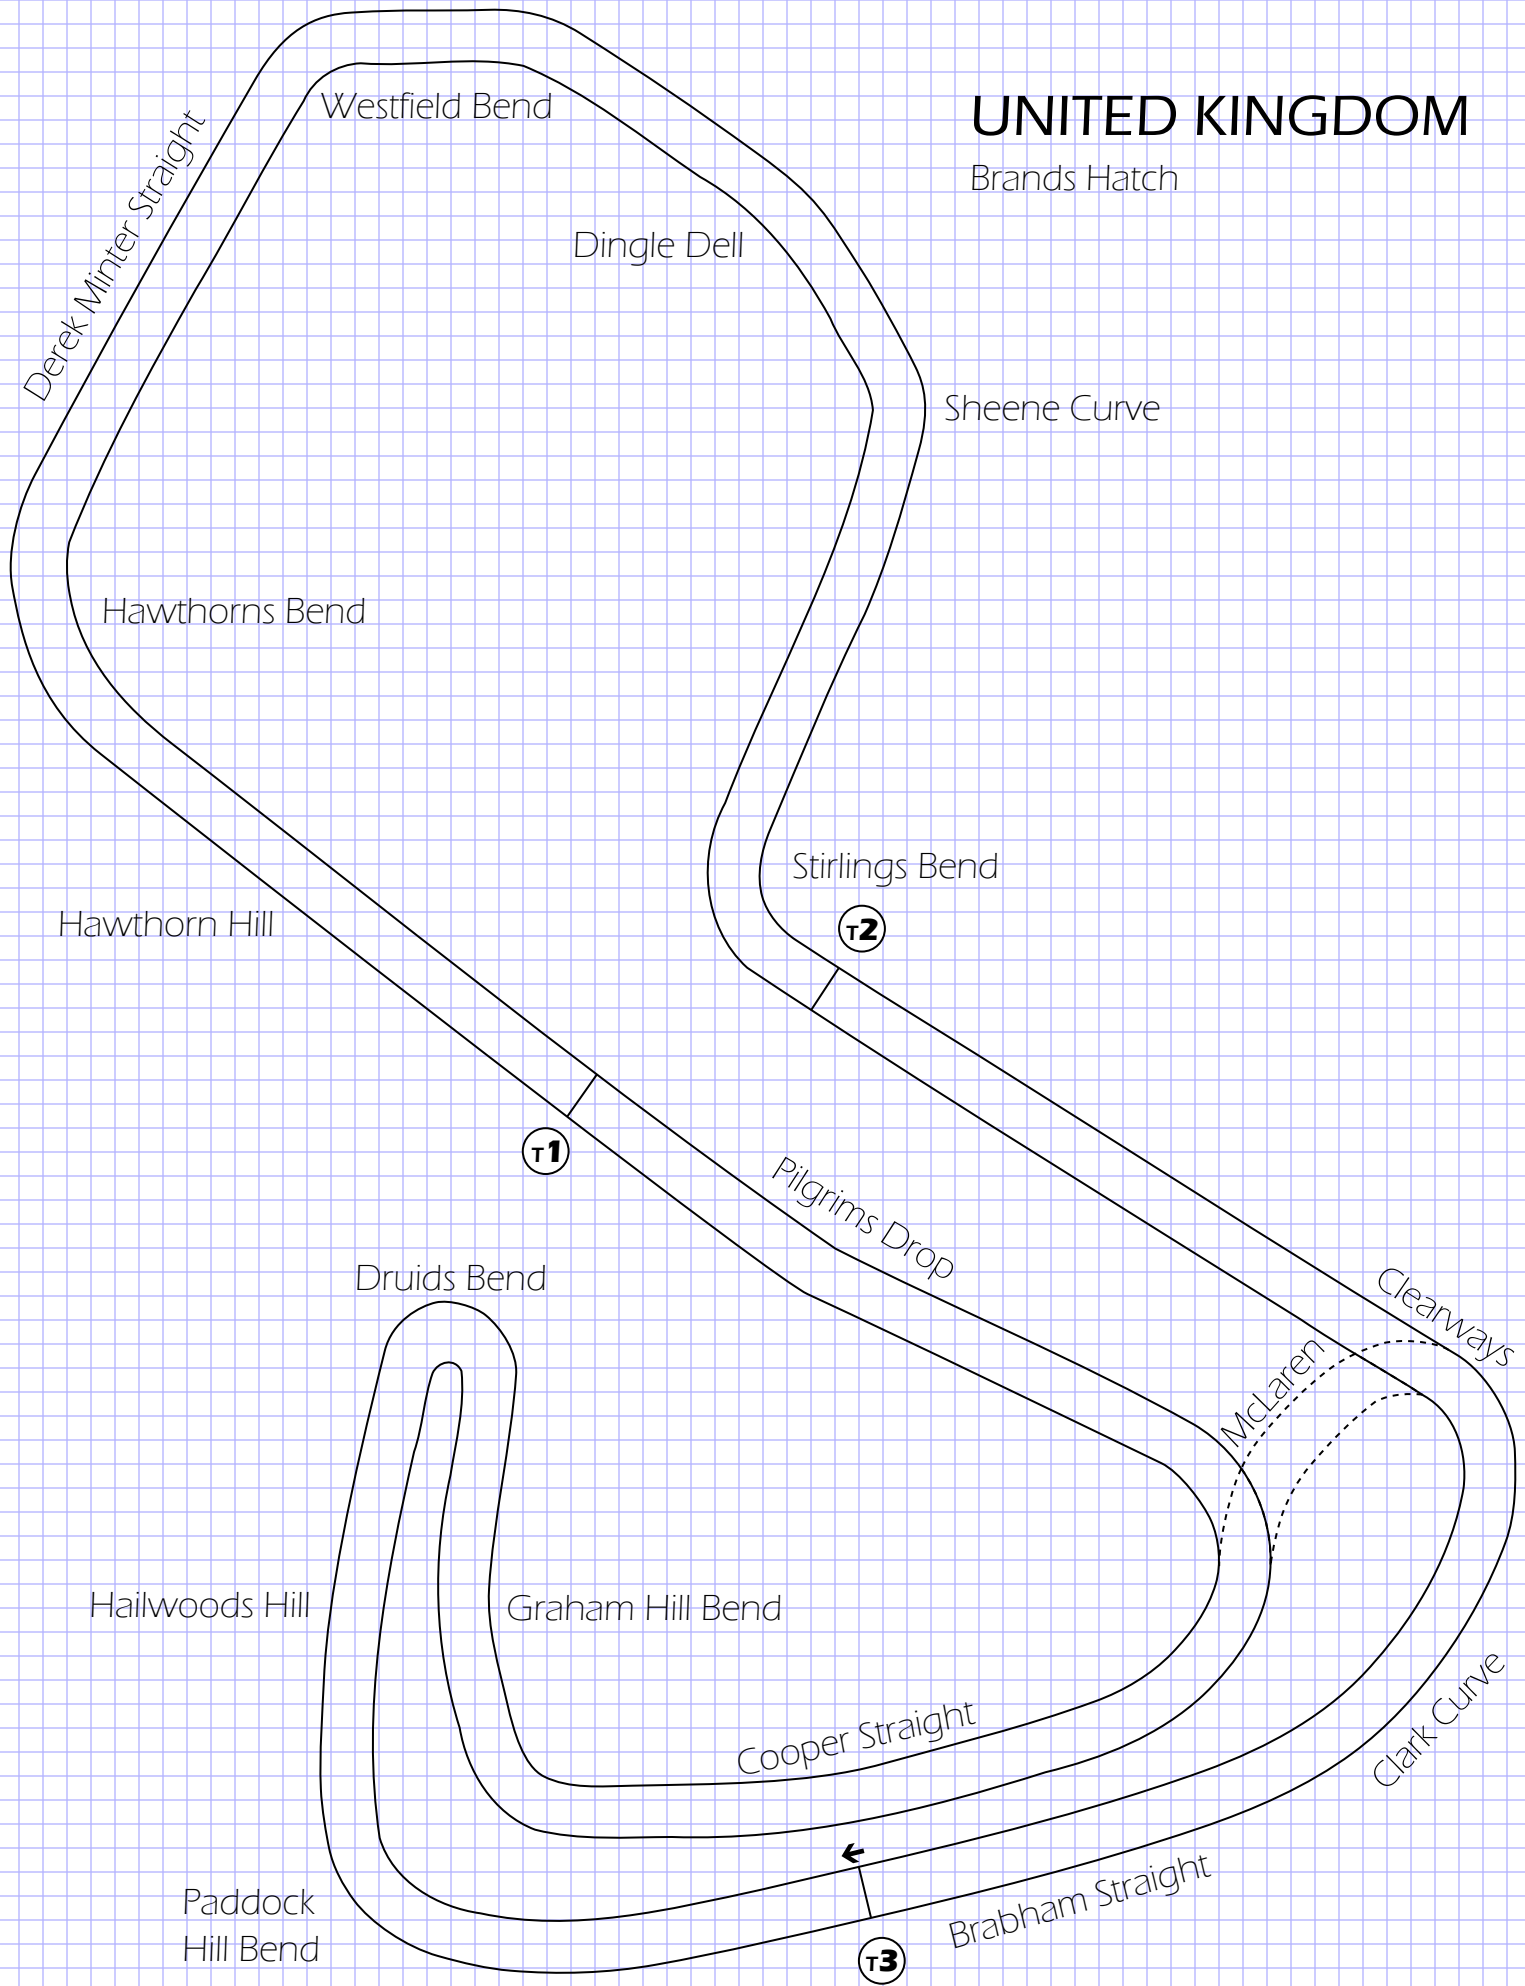 Westfield Bend
UNITED KINGDOM
Brands Hatch
Derek Minter Straight
Dingle Dell
Sheene Curve
Hawthorns Bend
Stirlings Bend
T2
Hawthorn Hill
T1
Pilgrims Drop
Druids Bend
Clearways
McLaren
Hailwoods Hill
Graham Hill Bend
Cooper Straight
Clark Curve
Paddock
Hill Bend
Brabham Straight
T3